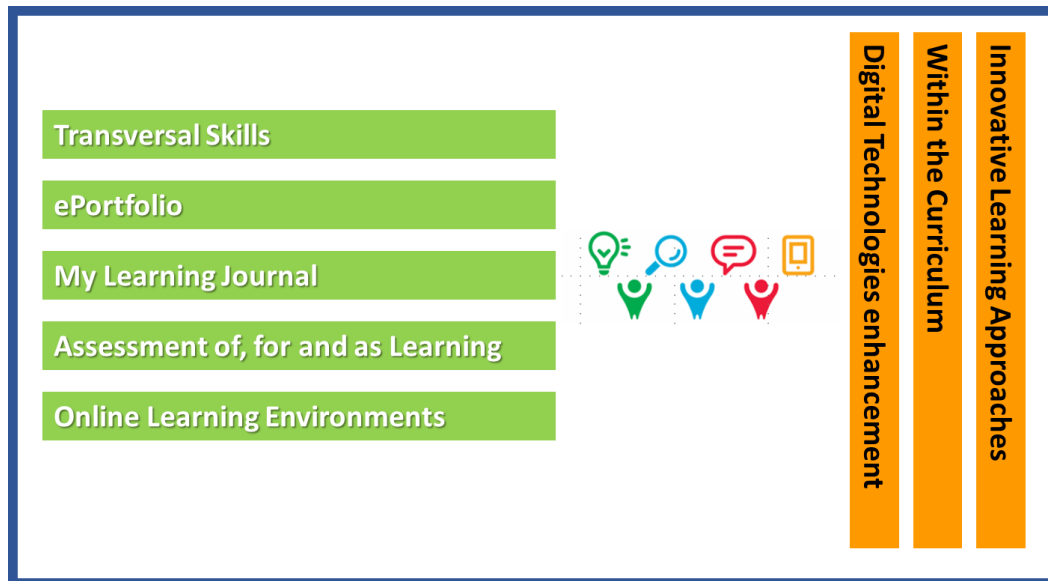 Transversal Skills
ePortfolio
My Learning Journal
Assessment of, for and as Learning
Online Learning Environments
Digital Technologies enhancement
Within the Curriculum
Innovative Learning Approaches